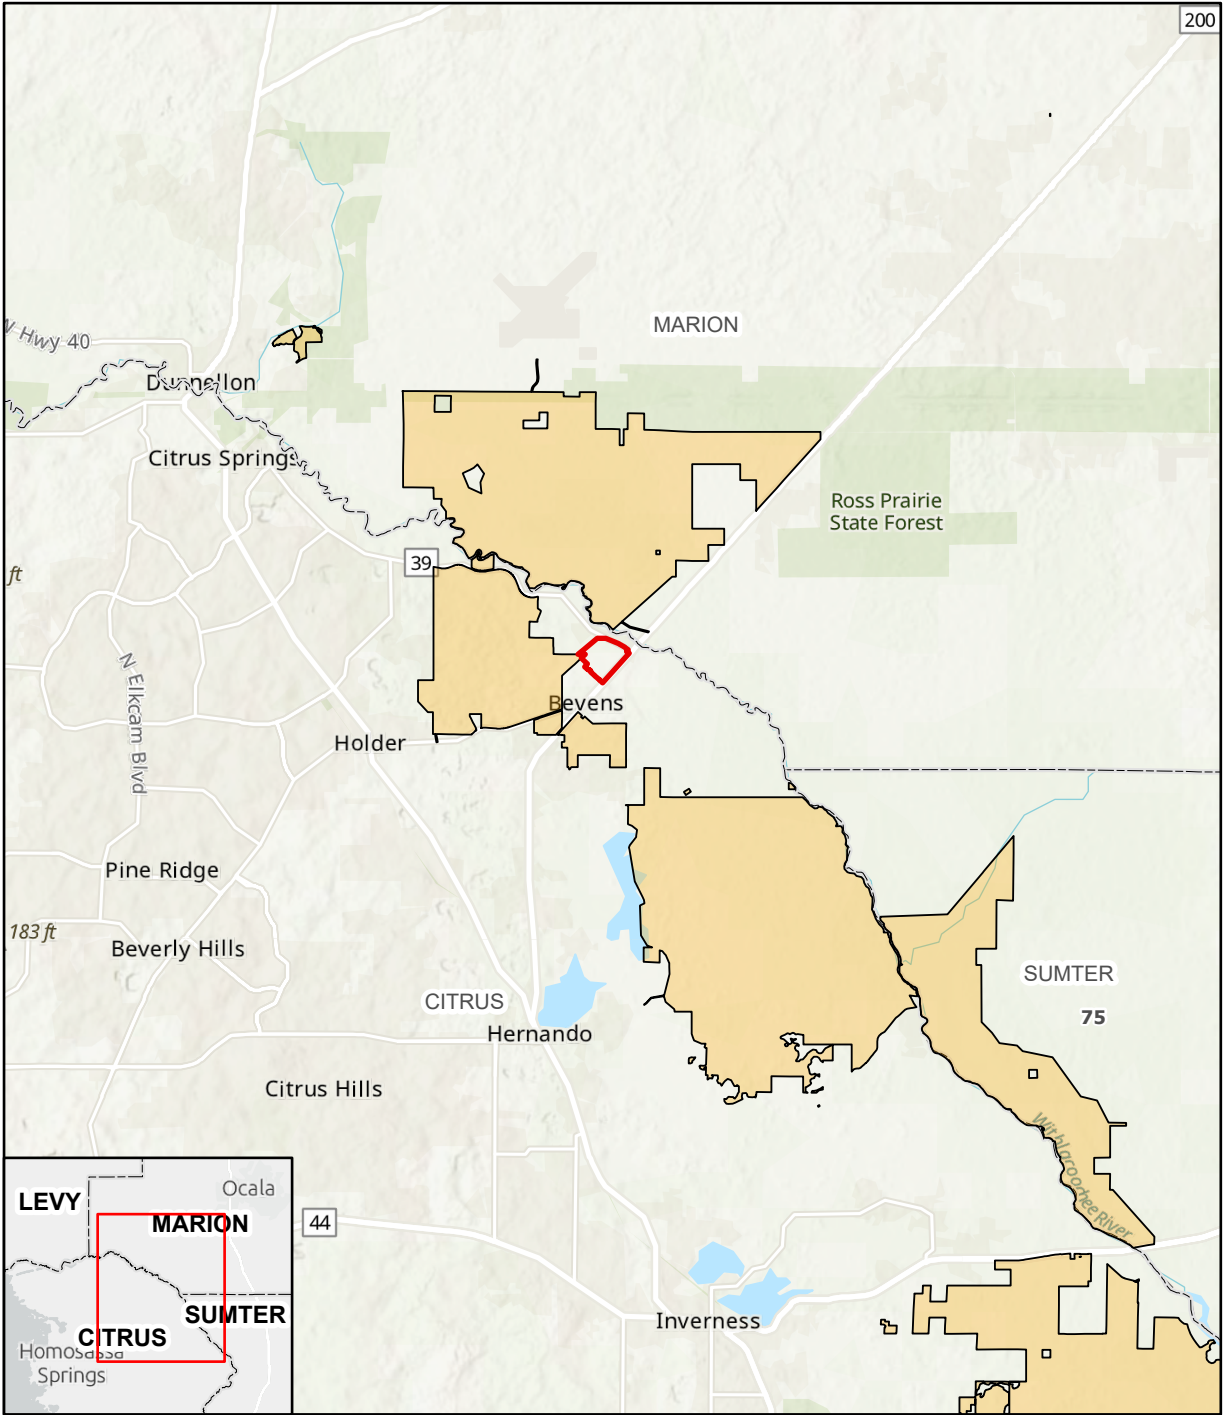 200
MARION
W Hwy 40
Dunnellon
Citrus Springs
Ross Prairie
State Forest
39
ft
N Elkcam Blvd
Bevens
Holder
Pine Ridge
183 ft
Beverly Hills
SUMTER
75
CITRUS
Hernando
Citrus Hills
Withlacoochee River
44
Inverness
LEVY
Ocala
MARION
SUMTER
CITRUS
Homosassa
Springs